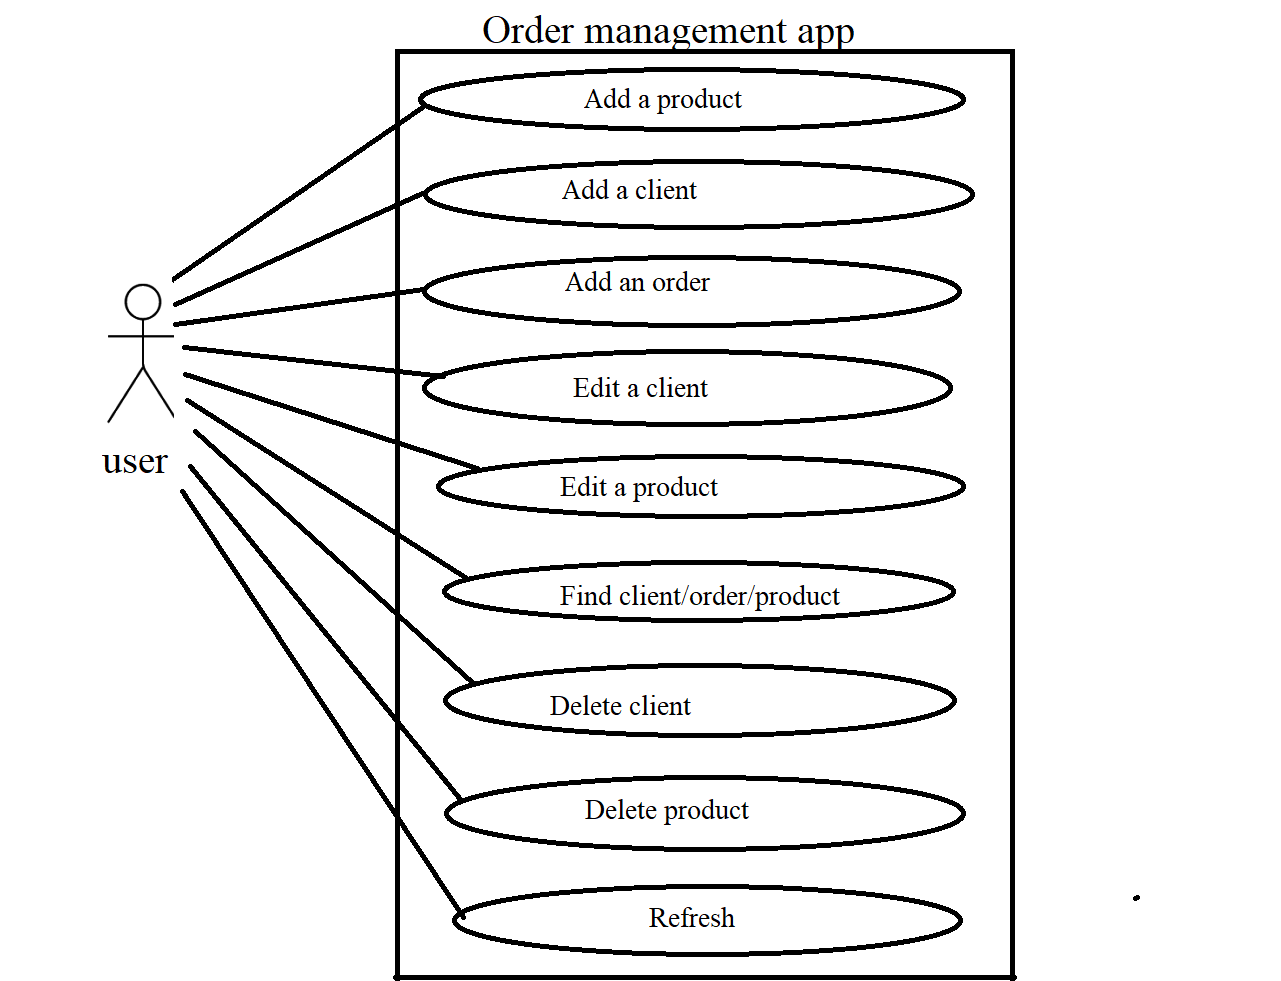 Order management app
Add a product
Add a client
Add an order
Edit a client
Edit a product
user
Find client/order/product
Delete client
Delete product
Refresh